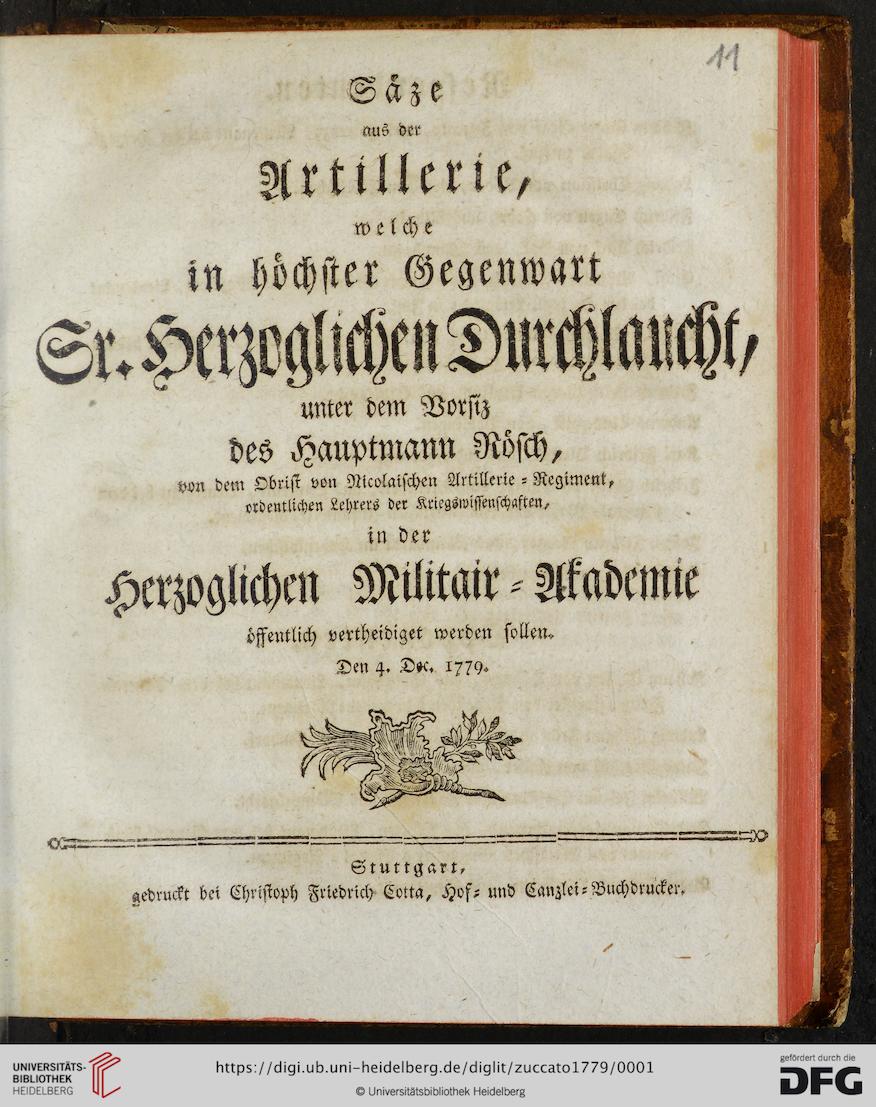 11
Säze
aus der
Artillerie,
welche
in höchster Gegenwart
Sr. Herzoglichen Durchlaucht,
unter dem Vorsiz
des Hauptmann Rösch,
von dem Obrist von Nicolaischen Artillerie = Regiment,
ordentlichen Lehrers der Kriegswissenschaften,
in der
Herzoglichen Militair = Akademie
öffentlich vertheidiget werden sollen.
Den 4. Dec. 1779.
Stuttgart,
gedruckt bei Christoph Friedrich Cotta, Hof= und Canzlei=Buchdrucker.
UNIVERSITÄTS-
BIBLIOTHEK
HEIDELBERG
https://digi.ub.uni-heidelberg.de/diglit/zuccato1779/0001
© Universitätsbibliothek Heidelberg
gefördert durch die
DFG